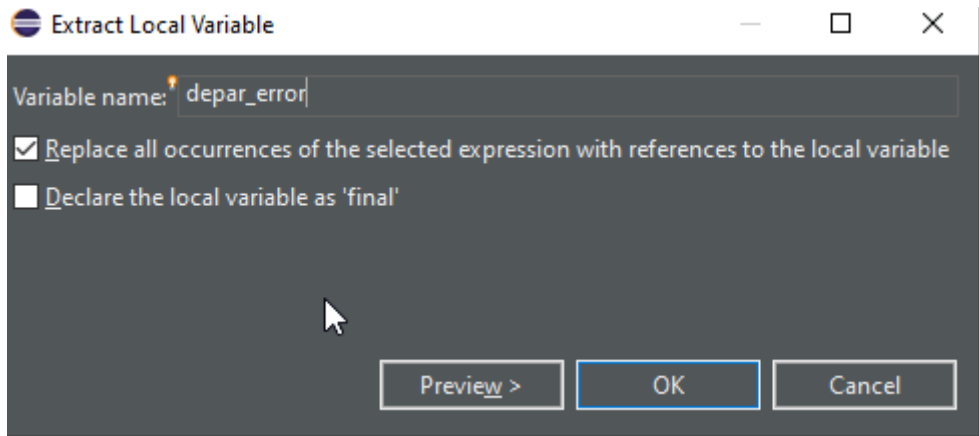 Extract Local Variable
Variable name: depar_error
Replace all occurrences of the selected expression with references to the local variable
Declare the local variable as 'final'
Preview > OK Cancel